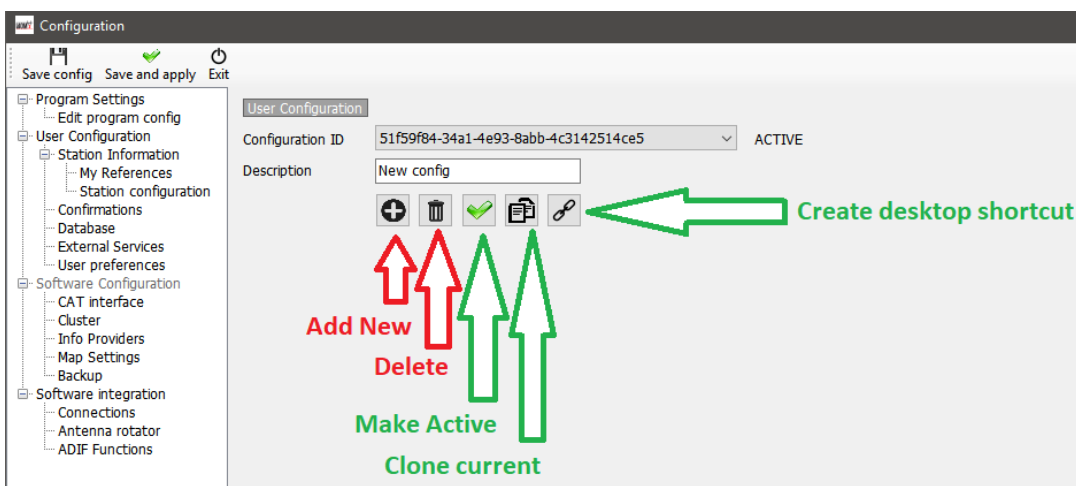 Configuration
Save config Save and apply Exit
Program Settings
Edit program config
User Configuration
Station Information
My References
Station configuration
Confirmations
Database
External Services
User preferences
Software Configuration
CAT interface
Cluster
Info Providers
Map Settings
Backup
Software integration
Connections
Antenna rotator
ADIF Functions
User Configuration
Configuration ID 51f59f84-34a1-4e93-8abb-4c3142514ce5 ACTIVE
Description New config
Create desktop shortcut
Add New
Delete
Make Active
Clone current